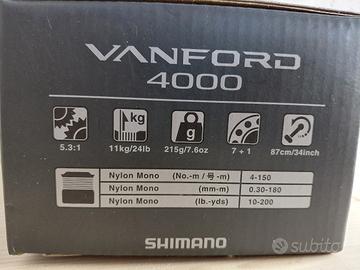 VANFORD
4000
kg
g
5.3:1 11kg/24lb 215g/7.6oz 7 + 1 87cm/34inch
Nylon Mono (No.-m / 号-m) 4-150
Nylon Mono (mm-m) 0.30-180
Nylon Mono (lb.-yds) 10-200
SHIMANO
subito